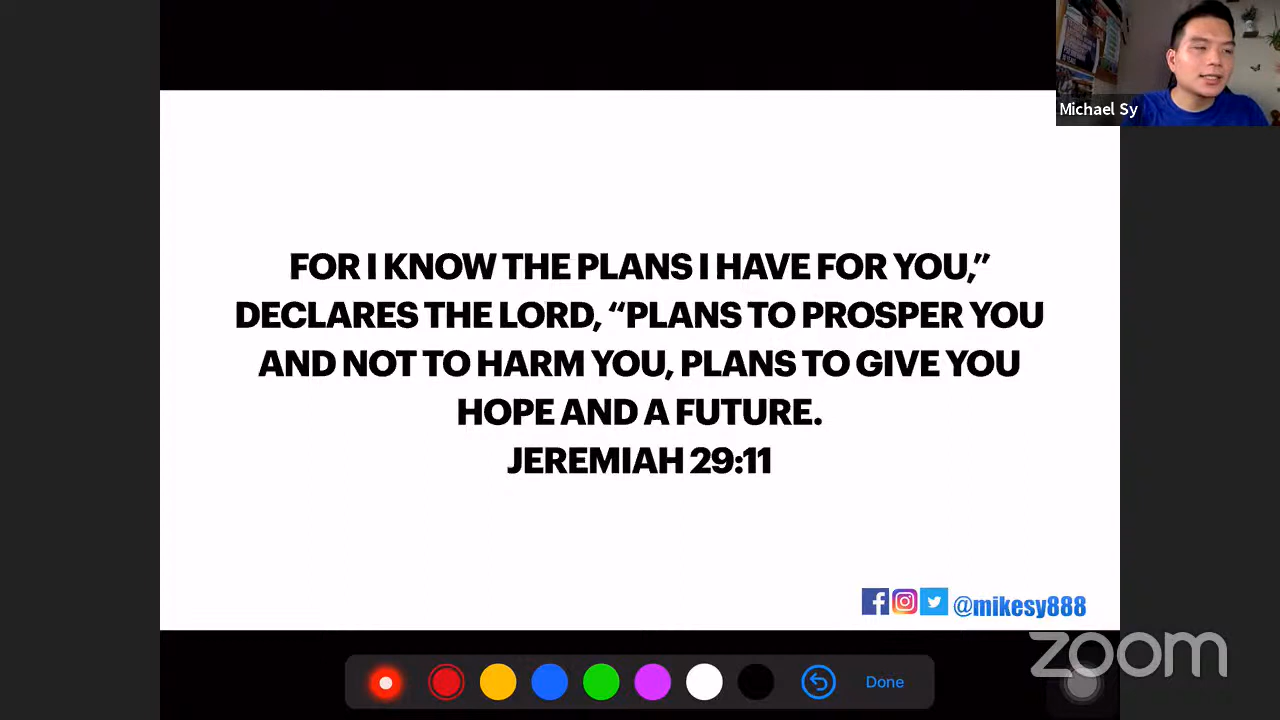 Michael Sy
FOR I KNOW THE PLANS I HAVE FOR YOU,”
DECLARES THE LORD, “PLANS TO PROSPER YOU
AND NOT TO HARM YOU, PLANS TO GIVE YOU
HOPE AND A FUTURE.
JEREMIAH 29:11
@mikesy888
zoom
Done